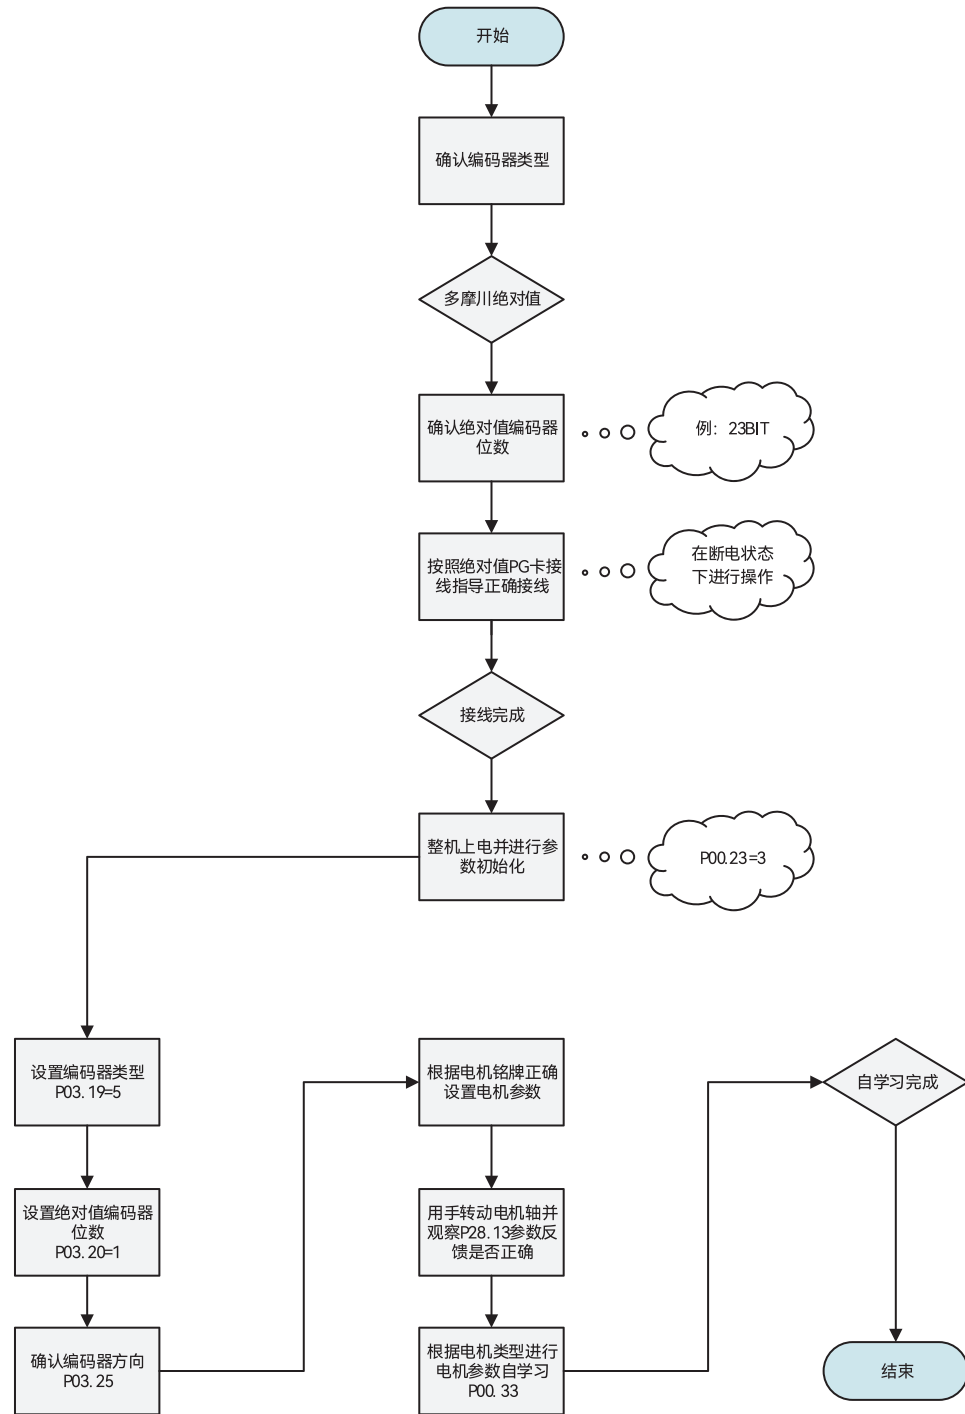 开始
确认编码器类型
多摩川绝对值
确认绝对值编码器
位数
例：23BIT
按照绝对值PG卡接
线指导正确接线
在断电状态
下进行操作
接线完成
整机上电并进行参
数初始化
P00.23=3
设置编码器类型
P03.19=5
设置绝对值编码器
位数
P03.20=1
确认编码器方向
P03.25
根据电机铭牌正确
设置电机参数
用手转动电机轴并
观察P28.13参数反
馈是否正确
根据电机类型进行
电机参数自学习
P00.33
自学习完成
结束